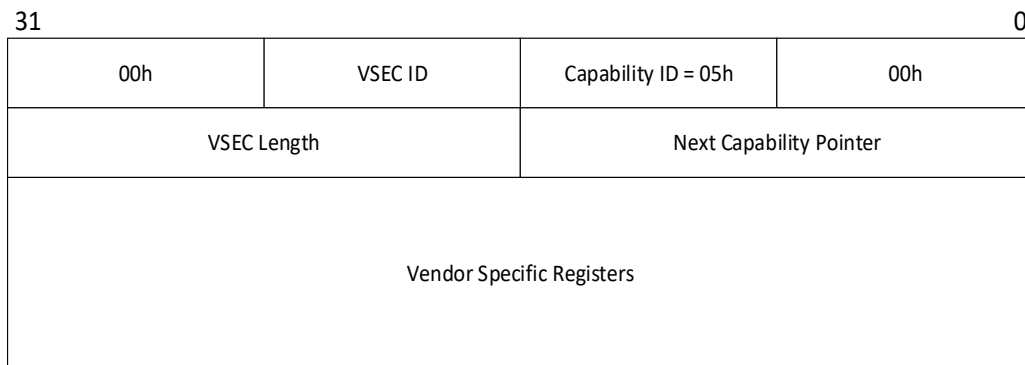 31 0
00h VSEC ID Capability ID = 05h 00h
VSEC Length Next Capability Pointer
Vendor Specific Registers